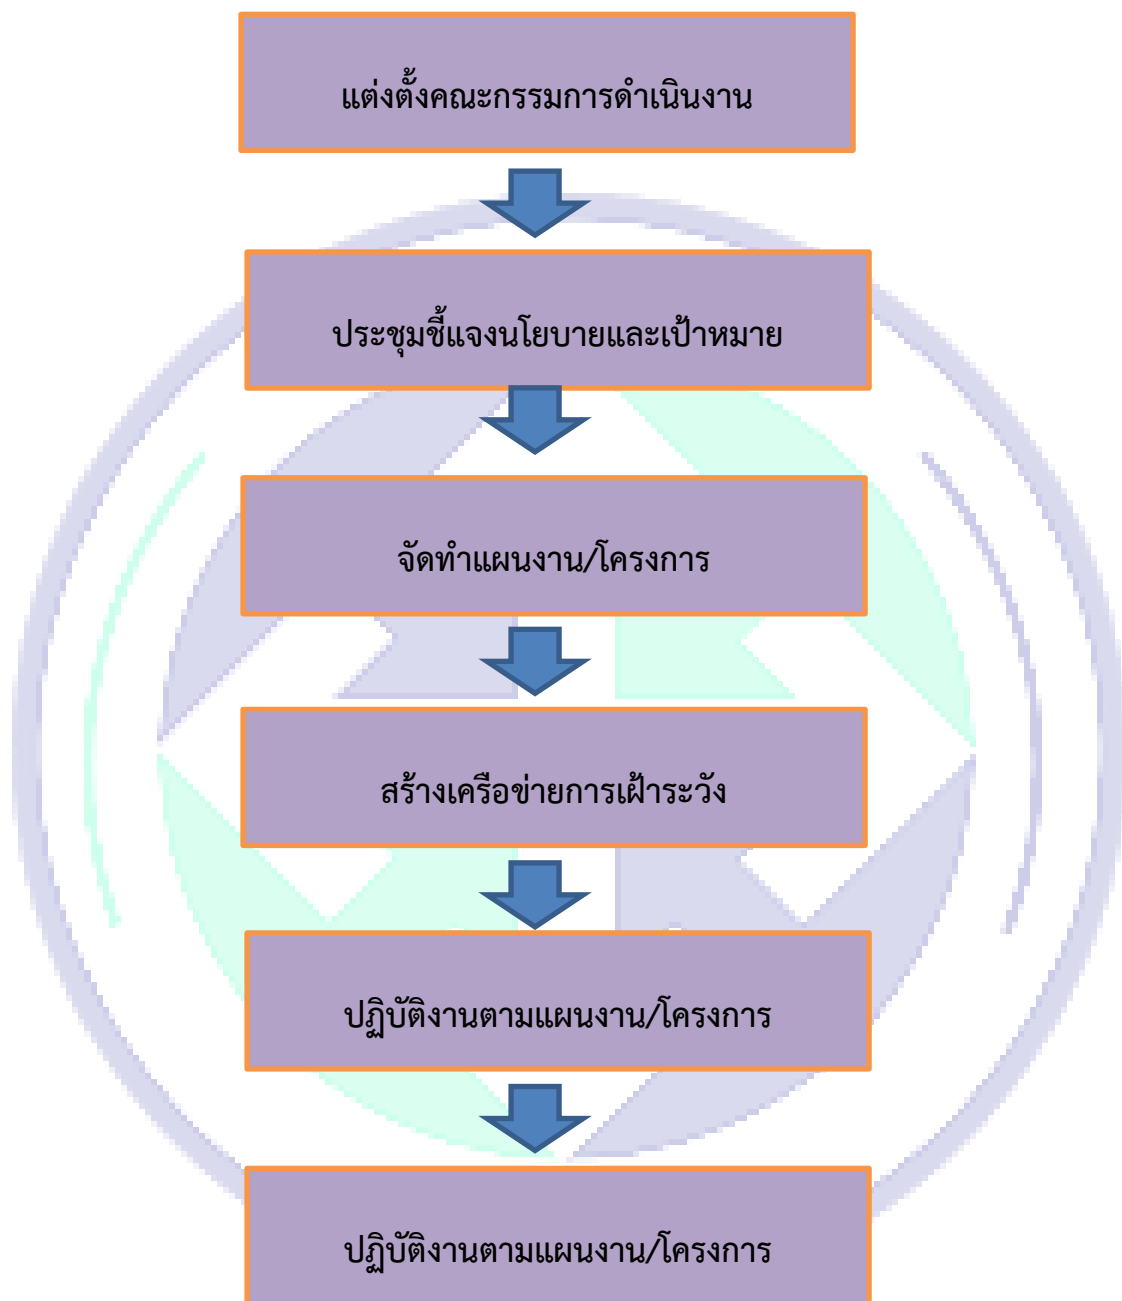 แต่งตั้งคณะกรรมการดำเนินงาน
ประชุมชี้แจงนโยบายและเป้าหมาย
จัดทำแผนงาน/โครงการ
สร้างเครือข่ายการเฝ้าระวัง
ปฏิบัติงานตามแผนงาน/โครงการ
ปฏิบัติงานตามแผนงาน/โครงการ